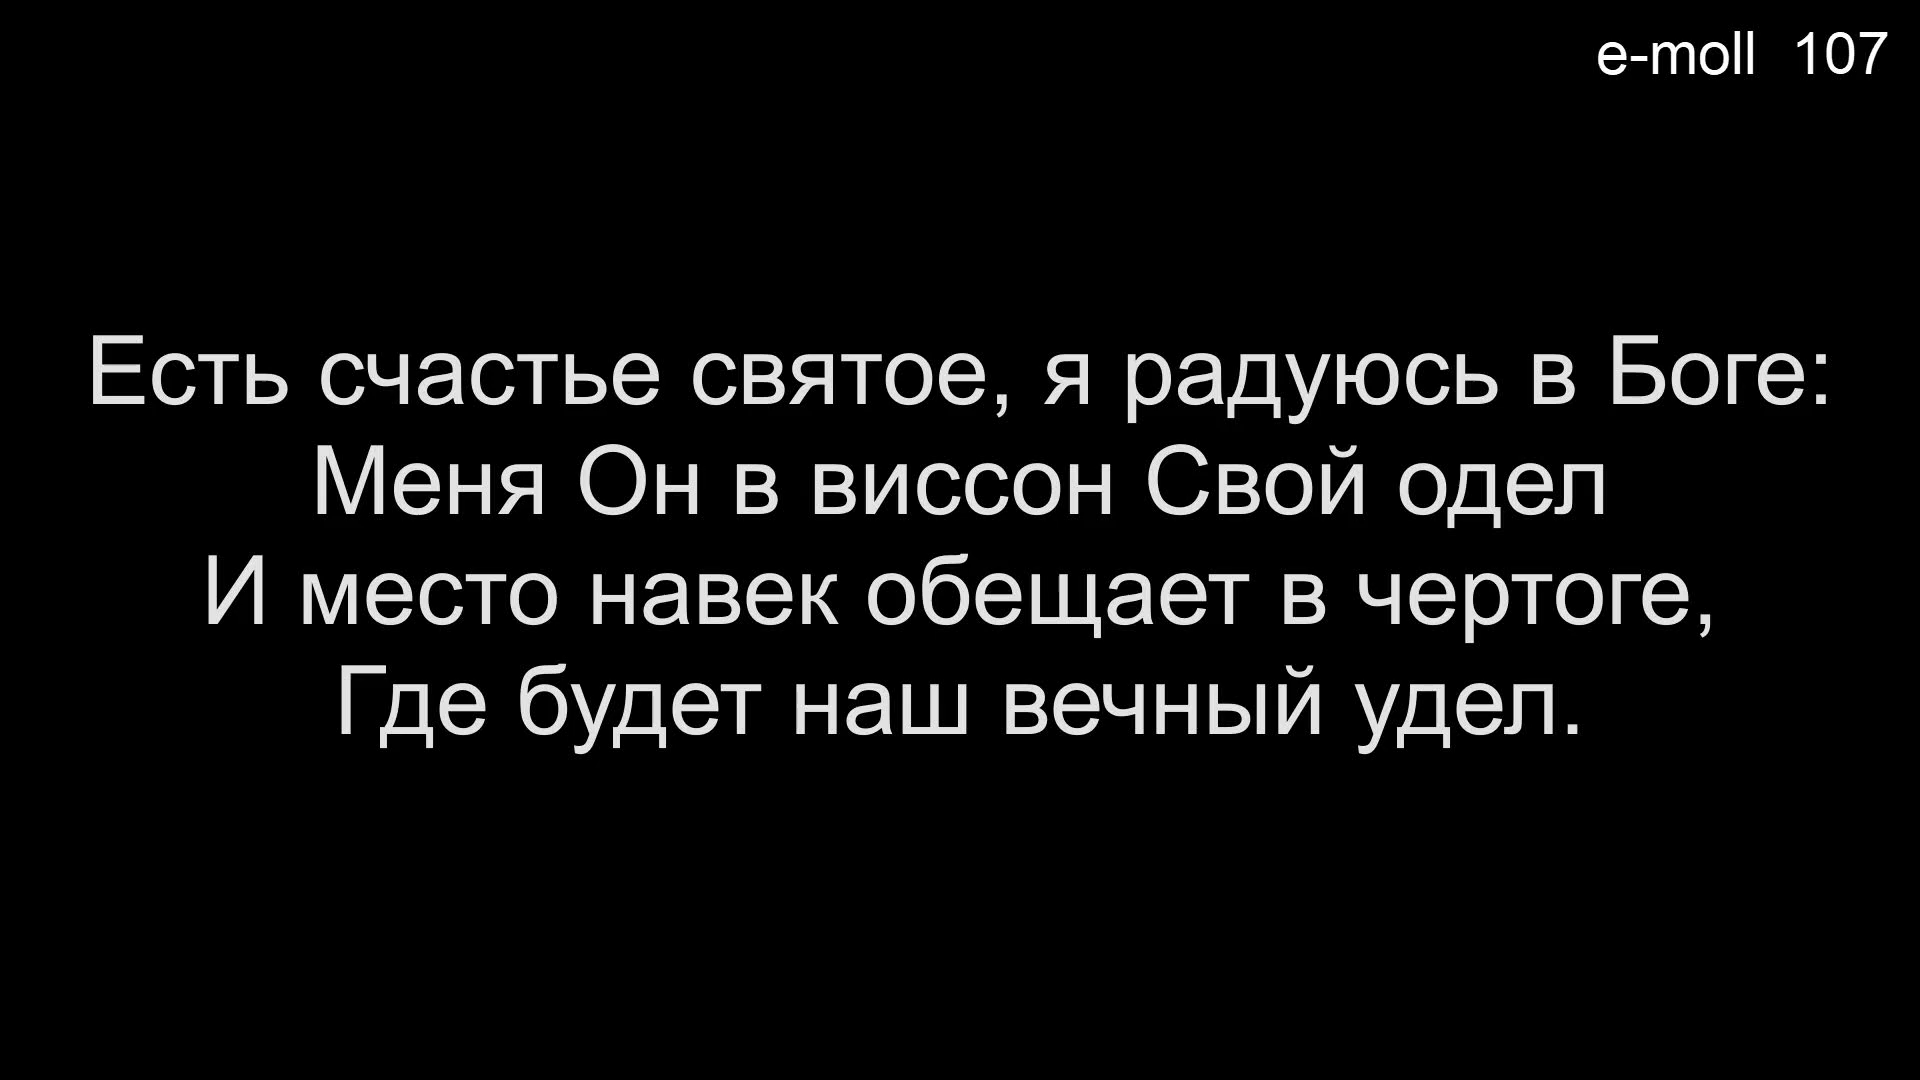 e-moll 107
Есть счастье святое, я радуюсь в Боге:
Меня Он в виссон Свой одел
И место навек обещает в чертоге,
Где будет наш вечный удел.